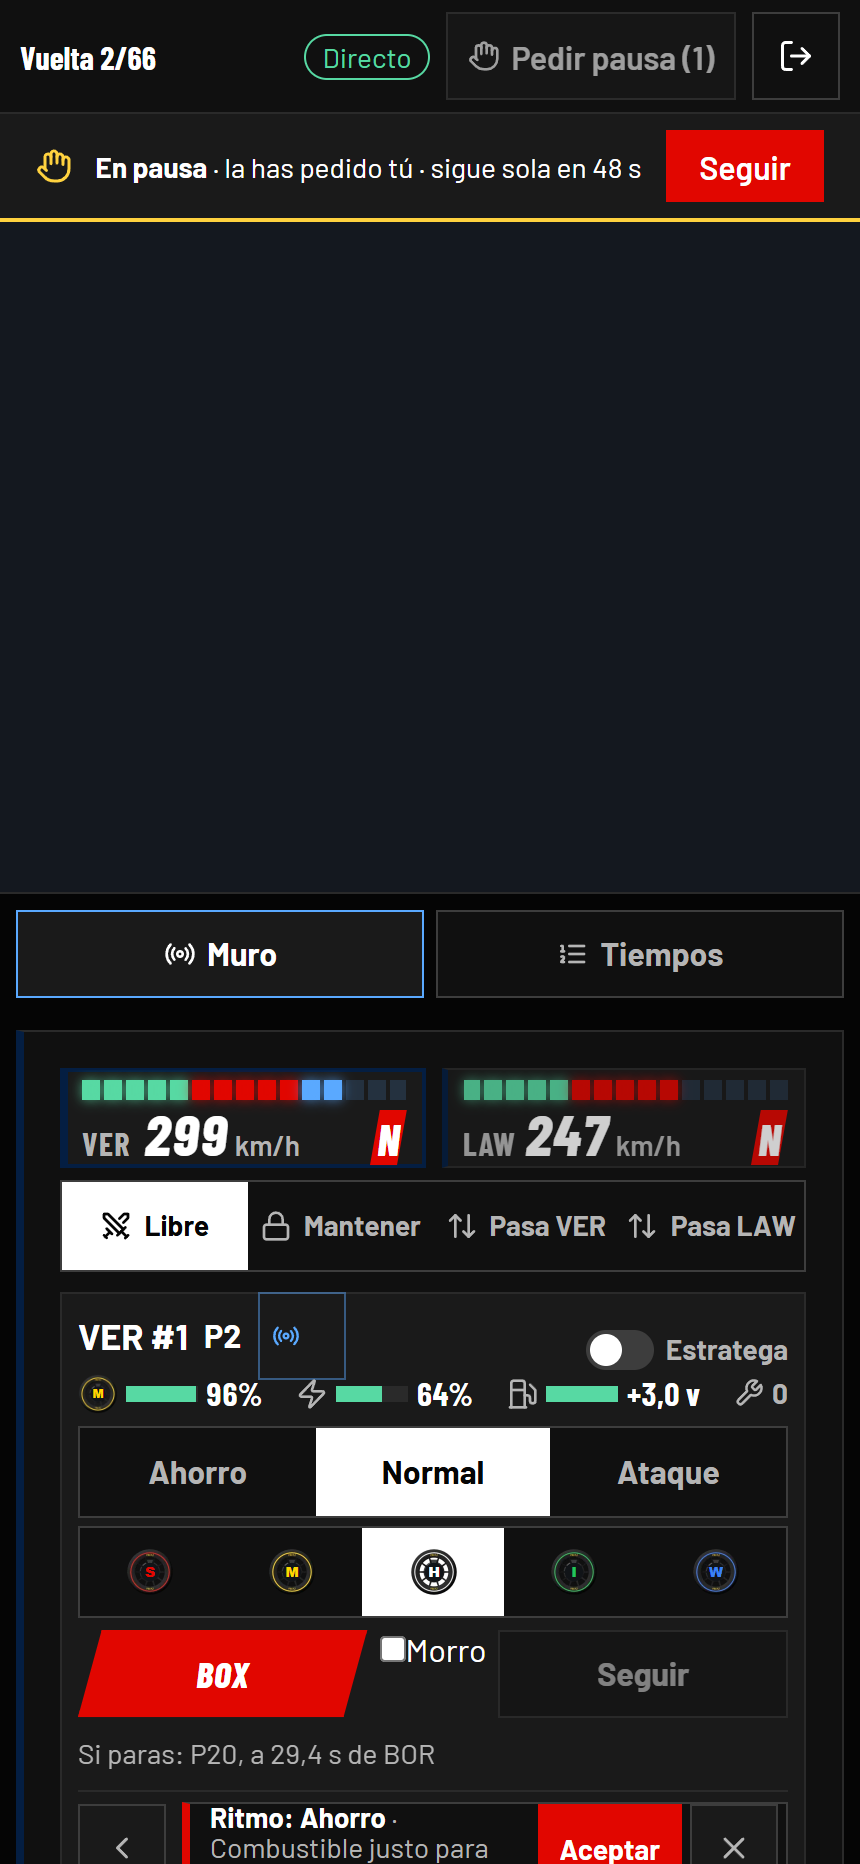 Vuelta 2/66 Directo Pedir pausa (1)
En pausa · la has pedido tú · sigue sola en 48 s Seguir
Muro Tiempos
VER 299 km/h N LAW 247 km/h N
Libre Mantener Pasa VER Pasa LAW
VER #1 P2 Estratega
M 96% 64% +3,0 v 0
Ahorro Normal Ataque
S M H I W
BOX Morro Seguir
Si paras: P20, a 29,4 s de BOR
Ritmo: Ahorro ·
Combustible justo para
Aceptar